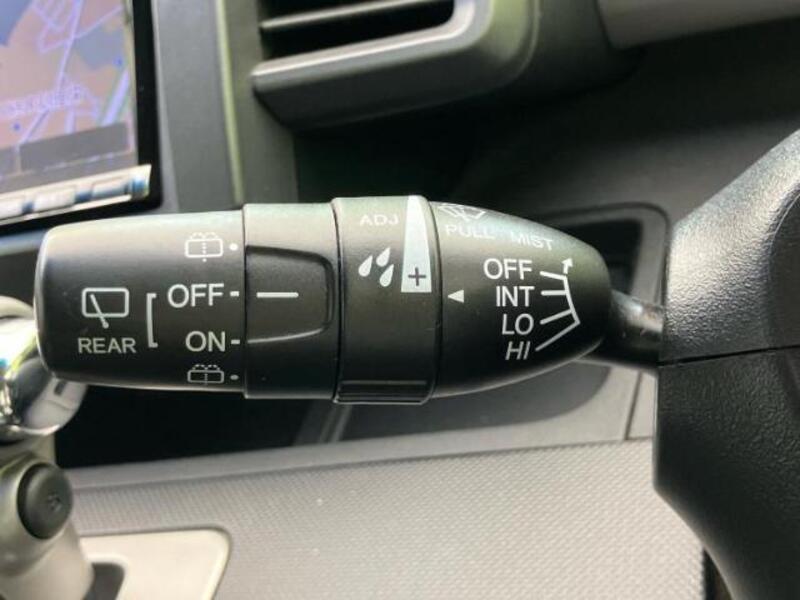 ADJ
PULL MIST
OFF
INT
LO
HI
+
OFF
ON
REAR